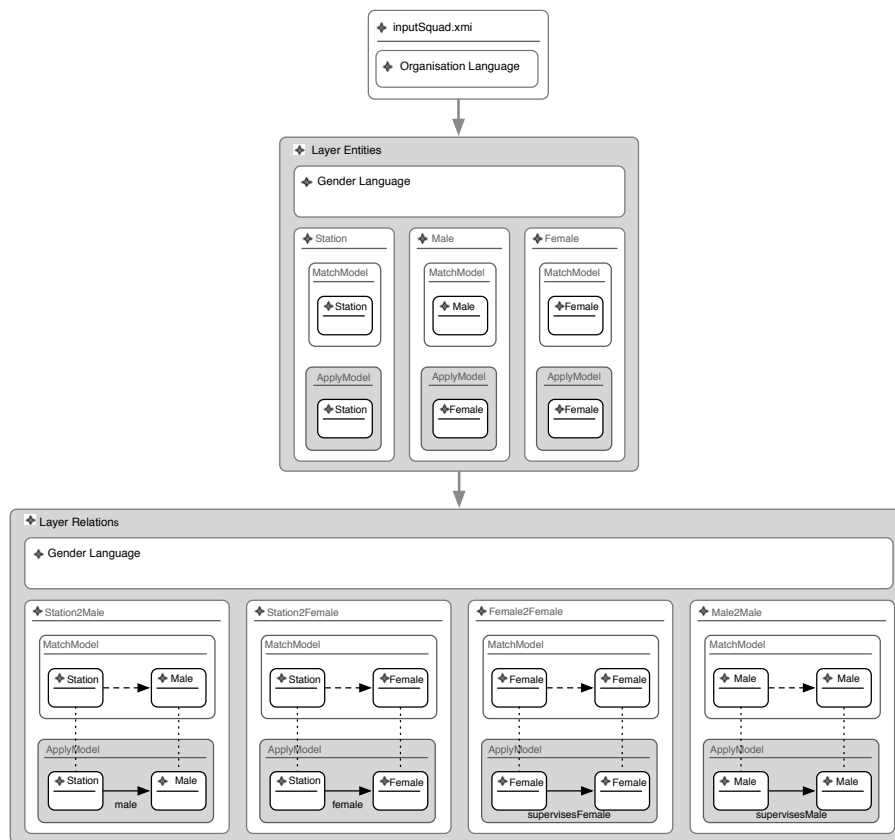 inputSquad.xmi
Organisation Language
Layer Entities
Gender Language
Station
MatchModel
Station
ApplyModel
Station
Male
MatchModel
Male
ApplyModel
Female
Female
MatchModel
Female
ApplyModel
Female
Layer Relations
Gender Language
Station2Male
MatchModel
Station Male
ApplyModel
Station Male
male
Station2Female
MatchModel
Station Female
ApplyModel
Station Female
female
Female2Female
MatchModel
Female Female
ApplyModel
Female Female
supervisesFemale
Male2Male
MatchModel
Male Male
ApplyModel
Male Male
supervisesMale